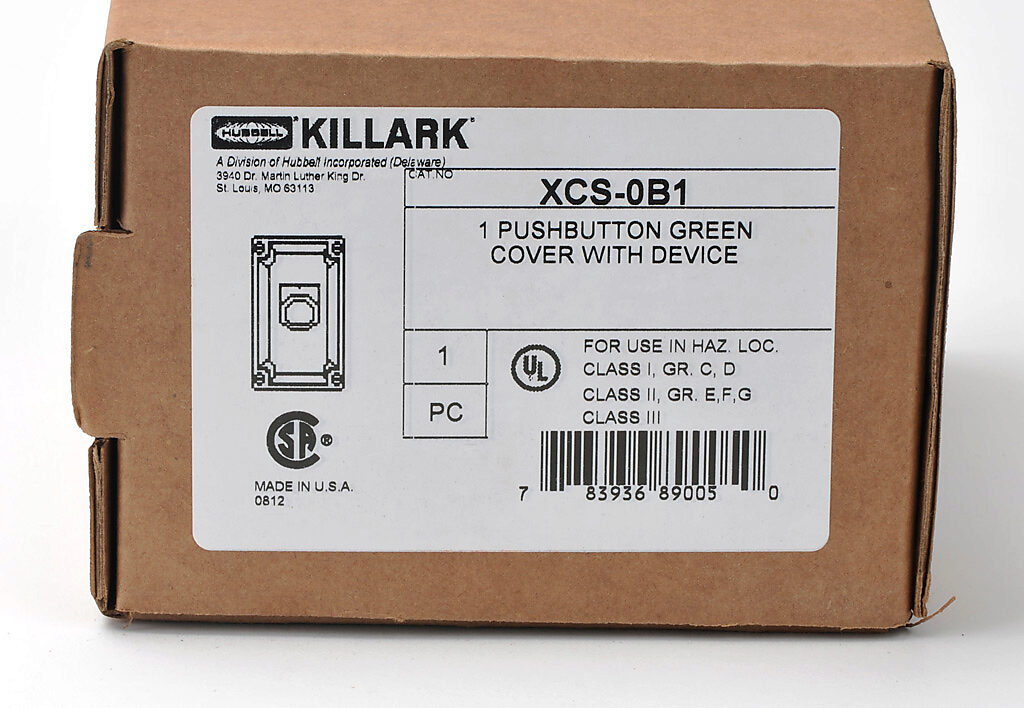 HUBBELL® KILLARK®
A Division of Hubbell Incorporated (Delaware)
3940 Dr. Martin Luther King Dr.
St. Louis, MO 63113
CAT.NO
XCS-0B1
1 PUSHBUTTON GREEN
COVER WITH DEVICE
1
PC
UL
FOR USE IN HAZ. LOC.
CLASS I, GR. C, D
CLASS II, GR. E,F,G
CLASS III
SA ®
MADE IN U.S.A.
0812
7 83936 89005 0